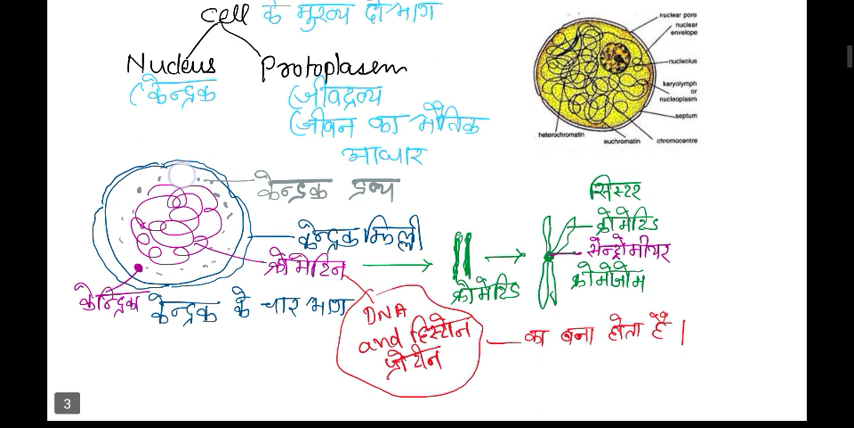 Cell के मुख्य दो भाग
Nucleus
Protoplasem
केन्द्रक
जीवद्रव्य
जीवन का भौतिक
आधार
nuclear pore
nuclear
envelope
nucleolus
karyolymph
or
nucleoplasm
septum
chromocentre
euchromatin
heterochromatin
केन्द्रक द्रव्य
केन्द्रक झिल्ली
क्रोमेटिन
केन्द्रिक
केन्द्रक के चार भाग
क्रोमेटिड
सिस्टर
क्रोमेटिड
सेन्ट्रोमीयर
क्रोमोजोम
DNA
and हिस्टोन
प्रोटीन
का बना होता हैं।
3